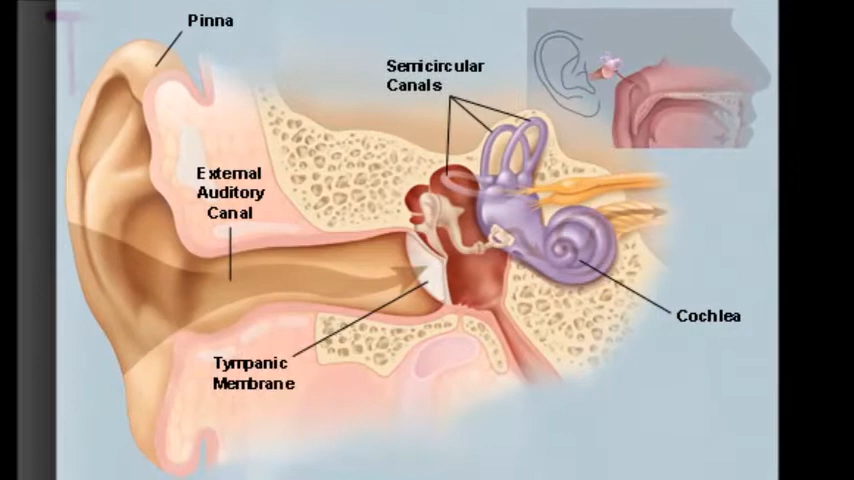 Pinna
Semicircular
Canals
External
Auditory
Canal
Cochlea
Tympanic
Membrane